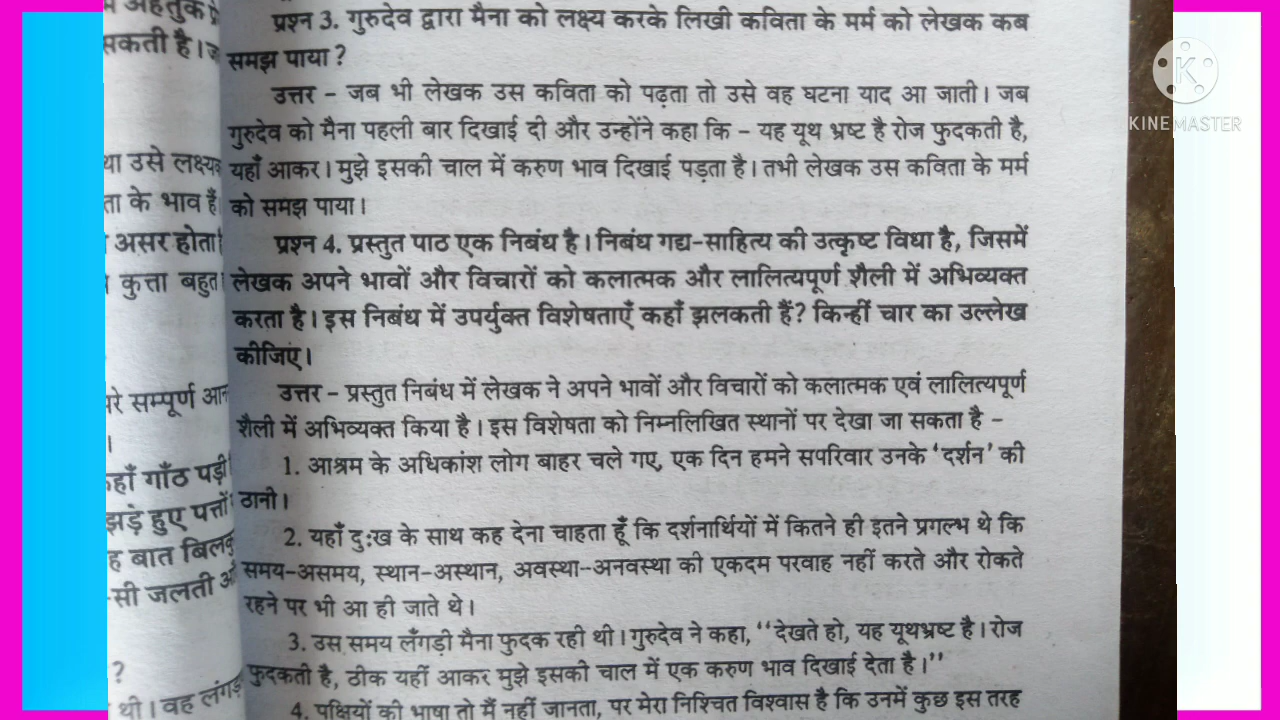 सकती है।
था उसे लक्ष्य
ता के भाव हैं
असर होता
कुत्ता बहुत
रे सम्पूर्ण
हाँ गाँठ पड़ी
झड़े हुए पत्तों
ह बात
सी जलती
?
थी। वह
प्रश्न 3. गुरुदेव द्वारा मैना को लक्ष्य करके लिखी कविता के मर्म को लेखक कब
समझ पाया ?
उत्तर – जब भी लेखक उस कविता को पढ़ता तो उसे वह घटना याद आ जाती। जब
गुरुदेव को मैना पहली बार दिखाई दी और उन्होंने कहा कि – यह यूथ भ्रष्ट है रोज फुदकती है,
यहाँ आकर। मुझे इसकी चाल में करुण भाव दिखाई पड़ता है। तभी लेखक उस कविता के मर्म
को समझ पाया।
प्रश्न 4. प्रस्तुत पाठ एक निबंध है। निबंध गद्य-साहित्य की उत्कृष्ट विधा है, जिसमें
लेखक अपने भावों और विचारों को कलात्मक और लालित्यपूर्ण शैली में अभिव्यक्त
करता है। इस निबंध में उपर्युक्त विशेषताएँ कहाँ झलकती हैं? किन्हीं चार का उल्लेख
कीजिए।
उत्तर – प्रस्तुत निबंध में लेखक ने अपने भावों और विचारों को कलात्मक एवं लालित्यपूर्ण
शैली में अभिव्यक्त किया है। इस विशेषता को निम्नलिखित स्थानों पर देखा जा सकता है –
1. आश्रम के अधिकांश लोग बाहर चले गए, एक दिन हमने सपरिवार उनके ‘दर्शन’ की
ठानी।
2. यहाँ दुःख के साथ कह देना चाहता हूँ कि दर्शनार्थियों में कितने ही इतने प्रगल्भ थे कि
समय-असमय, स्थान-अस्थान, अवस्था-अनवस्था की एकदम परवाह नहीं करते और रोकते
रहने पर भी आ ही जाते थे।
3. उस समय लँगड़ी मैना फुदक रही थी। गुरुदेव ने कहा, ‘‘देखते हो, यह यूथभ्रष्ट है। रोज
फुदकती है, ठीक यहीं आकर मुझे इसकी चाल में एक करुण भाव दिखाई देता है।’’
4. पक्षियों की भाषा तो मैं नहीं जानता, पर मेरा निश्चित विश्वास है कि उनमें कुछ इस तरह
K
KINEMASTER